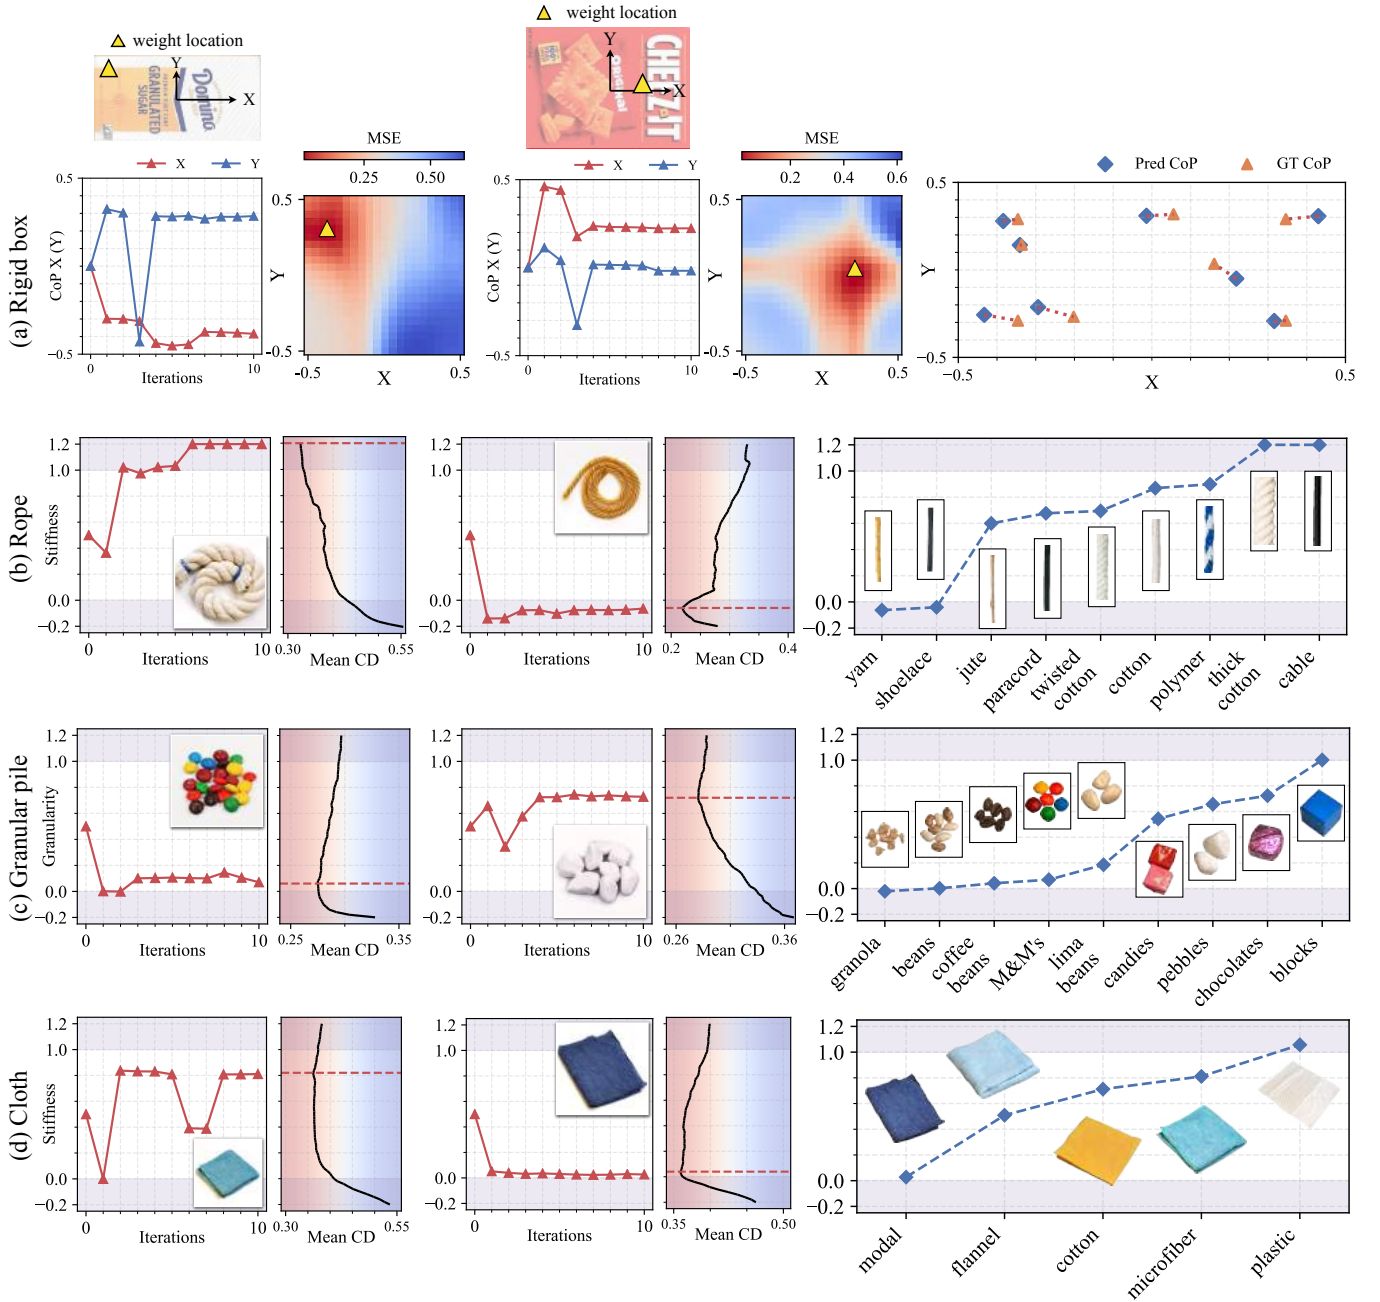 weight location
Y
X
Domino
GRANULATED
SUGAR
weight location
Y
X
CHEEZ-IT
ORIGINAL
(a) Rigid box
X Y
0.5
CoP X (Y)
−0.5
0 10
Iterations
MSE
0.25 0.50
0.5
Y
-0.5
−0.5 0.5
X
X Y
0.5
CoP X (Y)
−0.5
0 10
Iterations
MSE
0.2 0.4 0.6
0.5
Y
-0.5
−0.5 0.5
X
Pred CoP GT CoP
0.5
Y
−0.5
−0.5 0.5
X
(b) Rope
1.2
1.0
Stiffness
0.0
−0.2
0 10
Iterations
0.30 0.55
Mean CD
1.2
1.0
0.0
−0.2
0 10
Iterations
0.2 0.4
Mean CD
1.2
1.0
0.0
−0.2
yarn
shoelace
jute
paracord
twisted
cotton
cotton
polymer
thick
cotton
cable
(c) Granular pile
1.2
1.0
Granularity
0.0
−0.2
0 10
Iterations
0.25 0.35
Mean CD
1.2
1.0
0.0
−0.2
0 10
Iterations
0.26 0.36
Mean CD
1.2
1.0
0.0
−0.2
granola
beans
coffee
beans
M&M's
lima
beans
candies
pebbles
chocolates
blocks
(d) Cloth
1.2
1.0
Stiffness
0.0
−0.2
0 10
Iterations
0.30 0.55
Mean CD
1.2
1.0
0.0
−0.2
0 10
Iterations
0.35 0.50
Mean CD
1.2
1.0
0.0
−0.2
modal
flannel
cotton
microfiber
plastic